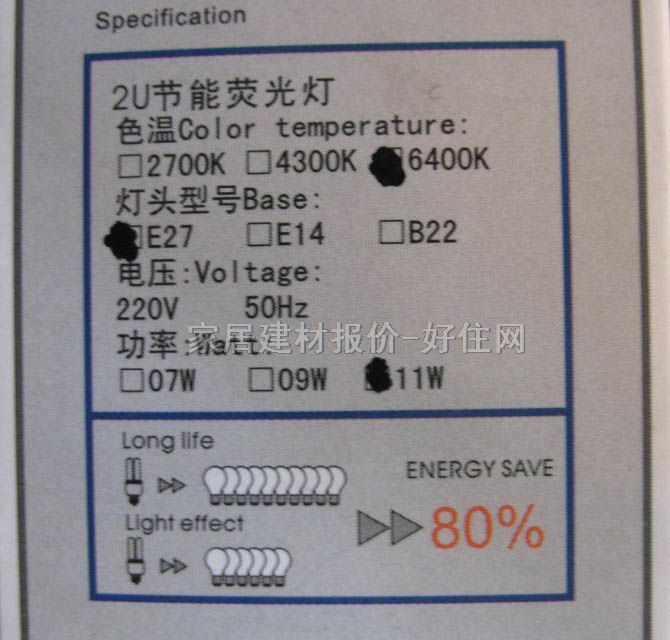 Specification
2U节能荧光灯
色温Color temperature:
□2700K □4300K □6400K
灯头型号Base:
□E27 □E14 □B22
电压:Voltage:
220V 50Hz
功率:Watt:
家居建材报价-好住网
□07W □09W □11W
Long life
ENERGY SAVE
80%
Light effect